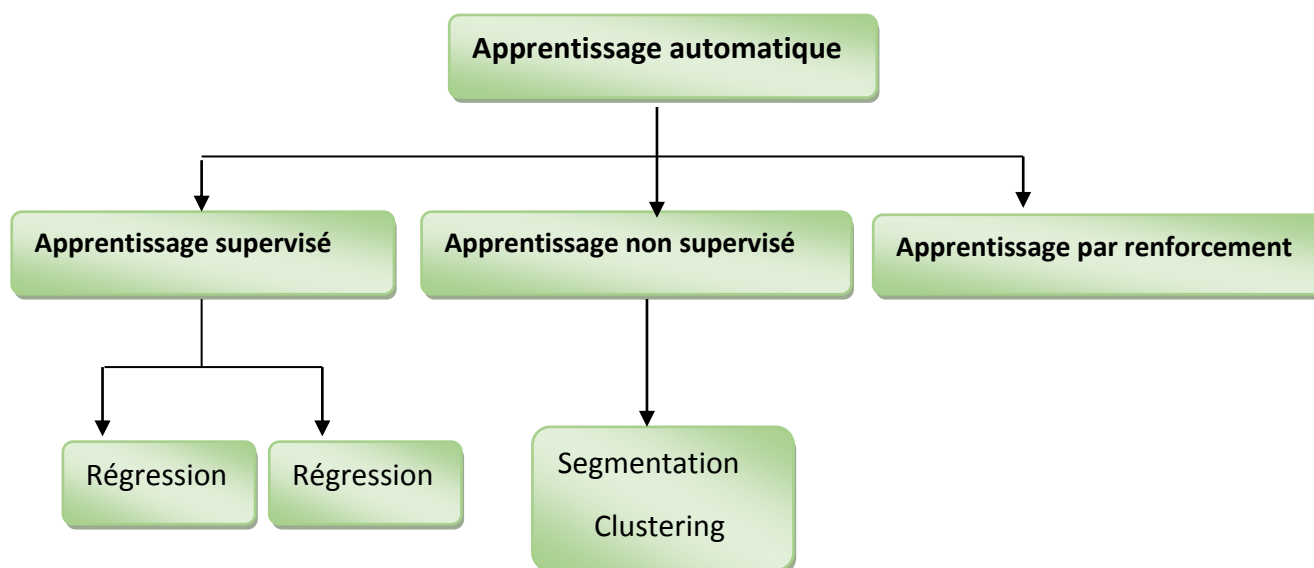 Apprentissage automatique
Apprentissage supervisé
Apprentissage non supervisé
Apprentissage par renforcement
Régression
Régression
Segmentation
Clustering